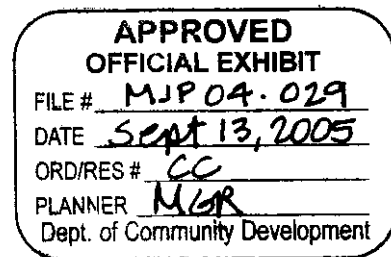 APPROVED
OFFICIAL EXHIBIT
FILE # MJP 04.029
DATE Sept 13, 2005
ORD/RES # CC
PLANNER MGR
Dept. of Community Development